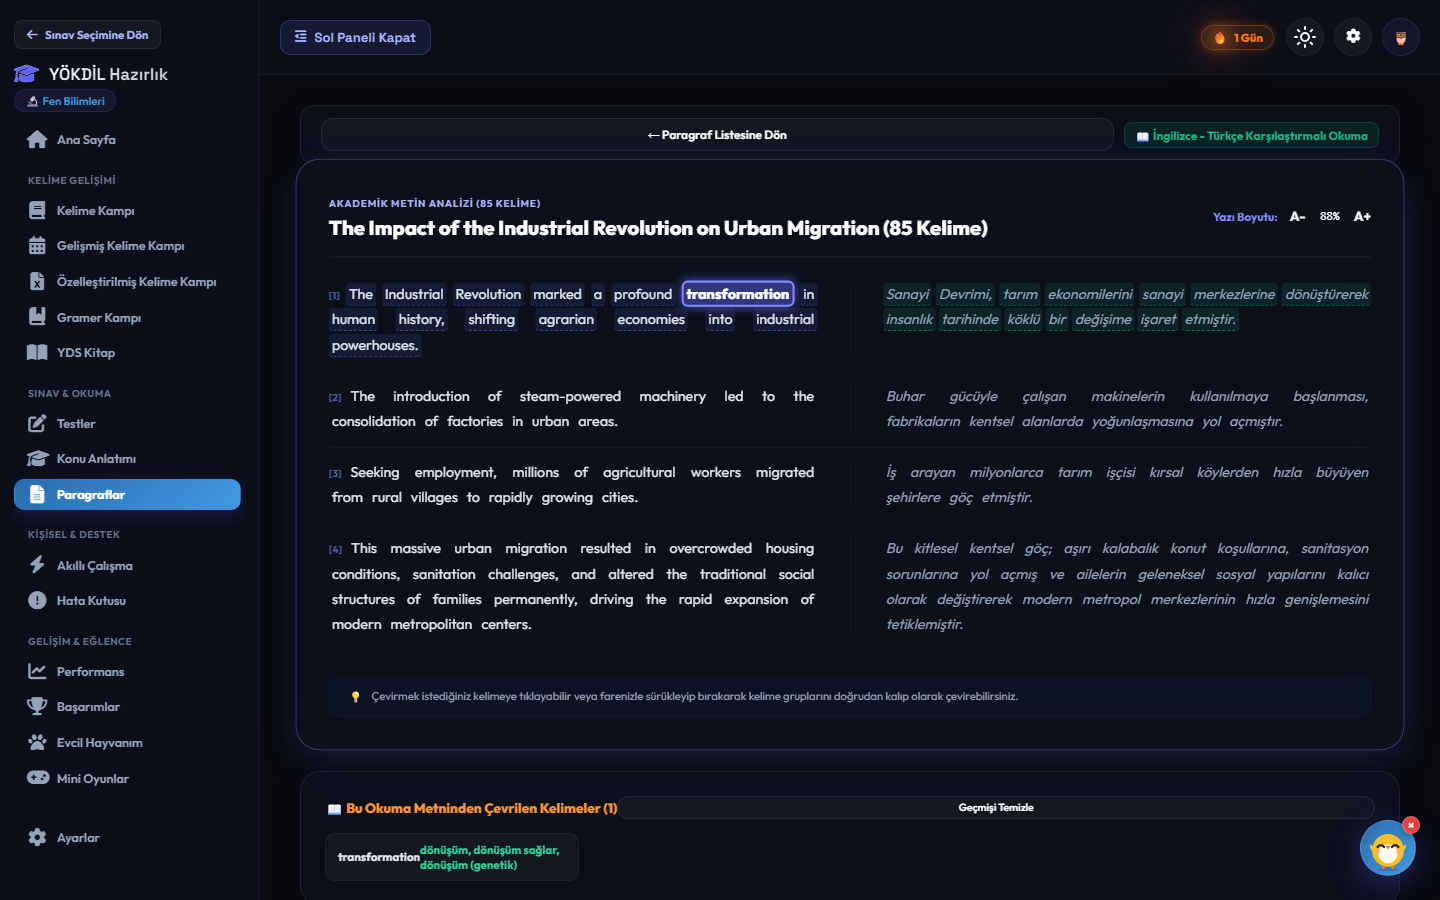 Sınav Seçimine Dön
YÖKDİL Hazırlık
Fen Bilimleri
Ana Sayfa
KELİME GELİŞİMİ
Kelime Kampı
Gelişmiş Kelime Kampı
Özelleştirilmiş Kelime Kampı
Gramer Kampı
YDS Kitap
SINAV & OKUMA
Testler
Konu Anlatımı
Paragraflar
KİŞİSEL & DESTEK
Akıllı Çalışma
Hata Kutusu
GELİŞİM & EĞLENCE
Performans
Başarımlar
Evcil Hayvanım
Mini Oyunlar
Ayarlar
Sol Paneli Kapat
1 Gün
← Paragraf Listesine Dön
İngilizce - Türkçe Karşılaştırmalı Okuma
AKADEMİK METİN ANALİZİ (85 KELİME)
The Impact of the Industrial Revolution on Urban Migration (85 Kelime)
Yazı Boyutu: A- 88% A+
[1] The Industrial Revolution marked a profound transformation in
human history, shifting agrarian economies into industrial
powerhouses.
Sanayi Devrimi, tarım ekonomilerini sanayi merkezlerine dönüştürerek
insanlık tarihinde köklü bir değişime işaret etmiştir.
[2] The introduction of steam-powered machinery led to the
consolidation of factories in urban areas.
Buhar gücüyle çalışan makinelerin kullanılmaya başlanması,
fabrikaların kentsel alanlarda yoğunlaşmasına yol açmıştır.
[3] Seeking employment, millions of agricultural workers migrated
from rural villages to rapidly growing cities.
İş arayan milyonlarca tarım işçisi kırsal köylerden hızla büyüyen
şehirlere göç etmiştir.
[4] This massive urban migration resulted in overcrowded housing
conditions, sanitation challenges, and altered the traditional social
structures of families permanently, driving the rapid expansion of
modern metropolitan centers.
Bu kitlesel kentsel göç; aşırı kalabalık konut koşullarına, sanitasyon
sorunlarına yol açmış ve ailelerin geleneksel sosyal yapılarını kalıcı
olarak değiştirerek modern metropol merkezlerinin hızla genişlemesini
tetiklemiştir.
Çevirmek istediğiniz kelimeye tıklayabilir veya farenizle sürükleyip bırakarak kelime gruplarını doğrudan kalıp olarak çevirebilirsiniz.
Bu Okuma Metninden Çevrilen Kelimeler (1)
Geçmişi Temizle
transformation
dönüşüm, dönüşüm sağlar,
dönüşüm (genetik)